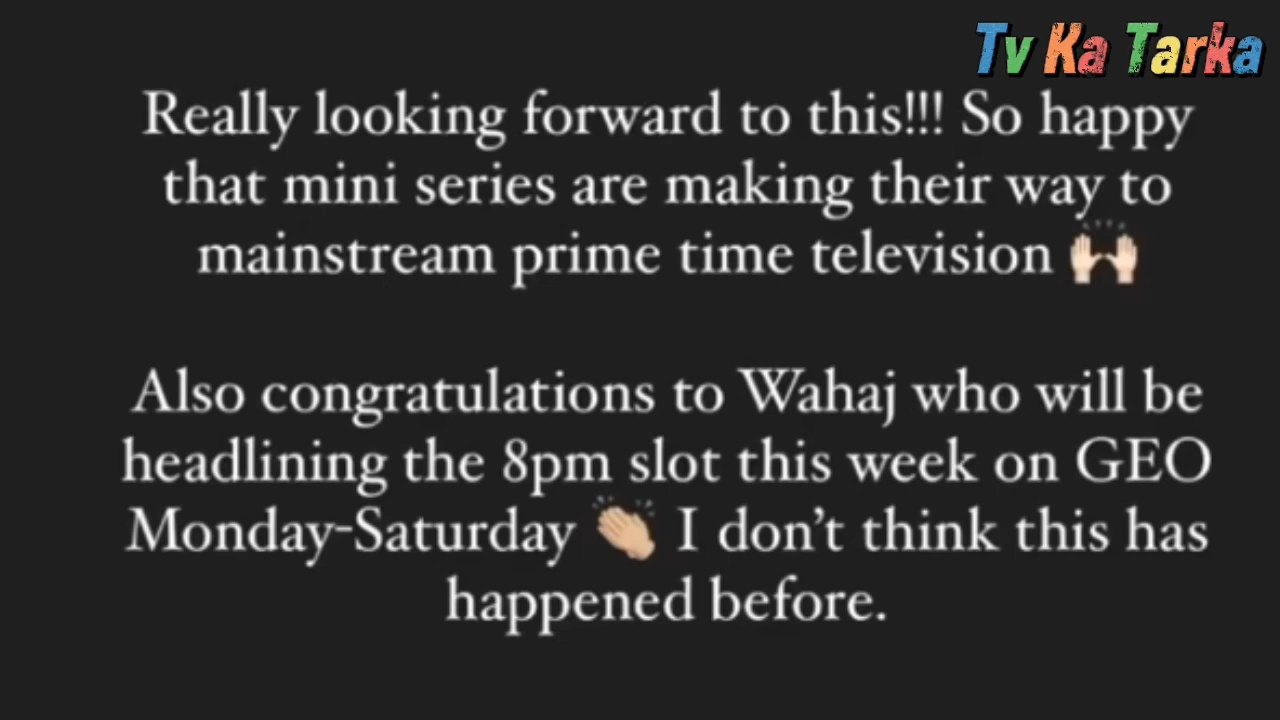 Tv Ka Tarka
Really looking forward to this!!! So happy
that mini series are making their way to
mainstream prime time television 🙌🏻
Also congratulations to Wahaj who will be
headlining the 8pm slot this week on GEO
Monday-Saturday 👏🏼 I don't think this has
happened before.